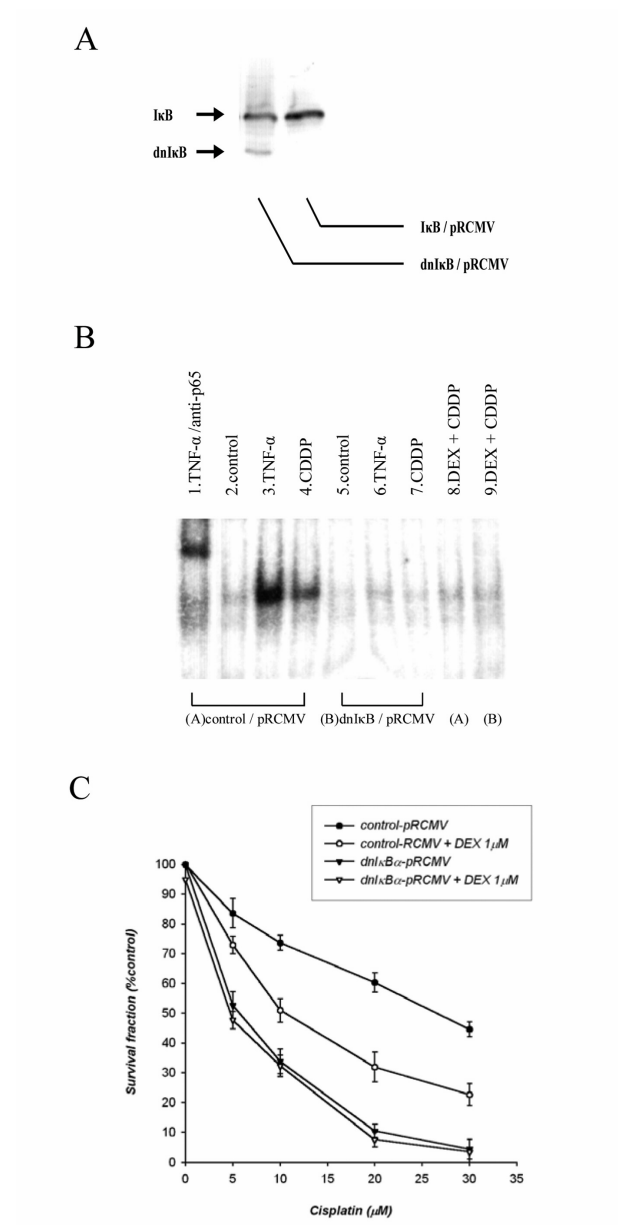 A
IκB
dnIκB
IκB / pRCMV
dnIκB / pRCMV
B
1.TNF-α /anti-p65
2.control
3.TNF-α
4.CDDP
5.control
6.TNF-α
7.CDDP
8.DEX + CDDP
9.DEX + CDDP
(A)control / pRCMV
(B)dnIκB / pRCMV
(A)
(B)
C
control-pRCMV
control-RCMV + DEX 1μM
dnIκBα-pRCMV
dnIκBα-pRCMV + DEX 1μM
100
90
80
70
60
50
40
30
20
10
0
Survival fraction (%control)
0 5 10 15 20 25 30 35
Cisplatin (μM)